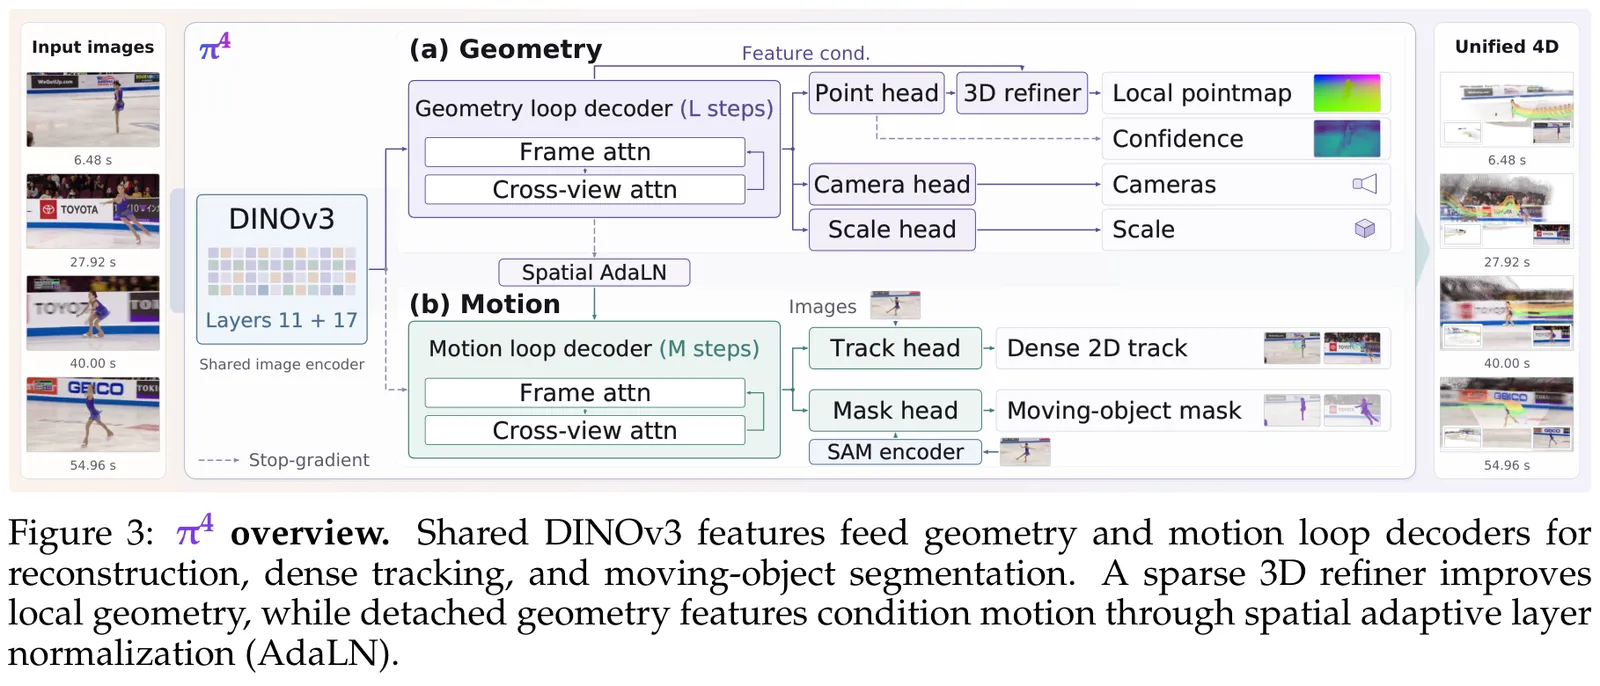 Input images
6.48 s
TOYOTA
27.92 s
TOYOTA
40.00 s
GEICO
54.96 s
π4
DINOv3
Layers 11 + 17
Shared image encoder
Stop-gradient
(a) Geometry
Feature cond.
Geometry loop decoder (L steps)
Frame attn
Cross-view attn
Point head
3D refiner
Local pointmap
Confidence
Camera head
Cameras
Scale head
Scale
Spatial AdaLN
(b) Motion
Images
Motion loop decoder (M steps)
Frame attn
Cross-view attn
Track head
Dense 2D track
Mask head
Moving-object mask
SAM encoder
Unified 4D
6.48 s
27.92 s
40.00 s
54.96 s
Figure 3: π4 overview. Shared DINOv3 features feed geometry and motion loop decoders for
reconstruction, dense tracking, and moving-object segmentation. A sparse 3D refiner improves
local geometry, while detached geometry features condition motion through spatial adaptive layer
normalization (AdaLN).